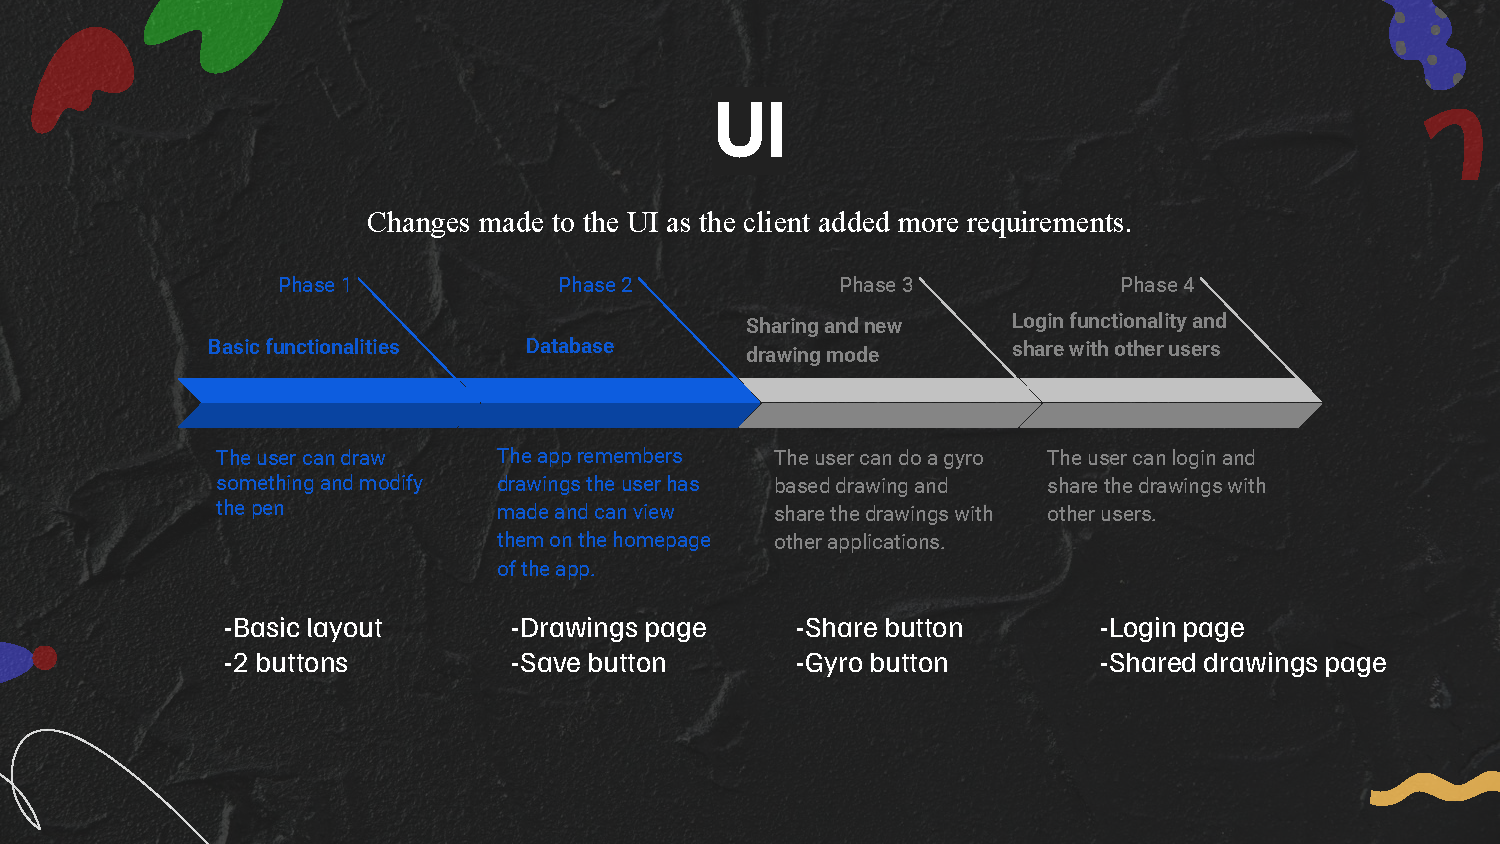 UI
Changes made to the UI as the client added more requirements.
Phase 1
Basic functionalities
The user can draw
something and modify
the pen
-Basic layout
-2 buttons
Phase 2
Database
The app remembers
drawings the user has
made and can view
them on the homepage
of the app.
-Drawings page
-Save button
Phase 3
Sharing and new
drawing mode
The user can do a gyro
based drawing and
share the drawings with
other applications.
-Share button
-Gyro button
Phase 4
Login functionality and
share with other users
The user can login and
share the drawings with
other users.
-Login page
-Shared drawings page